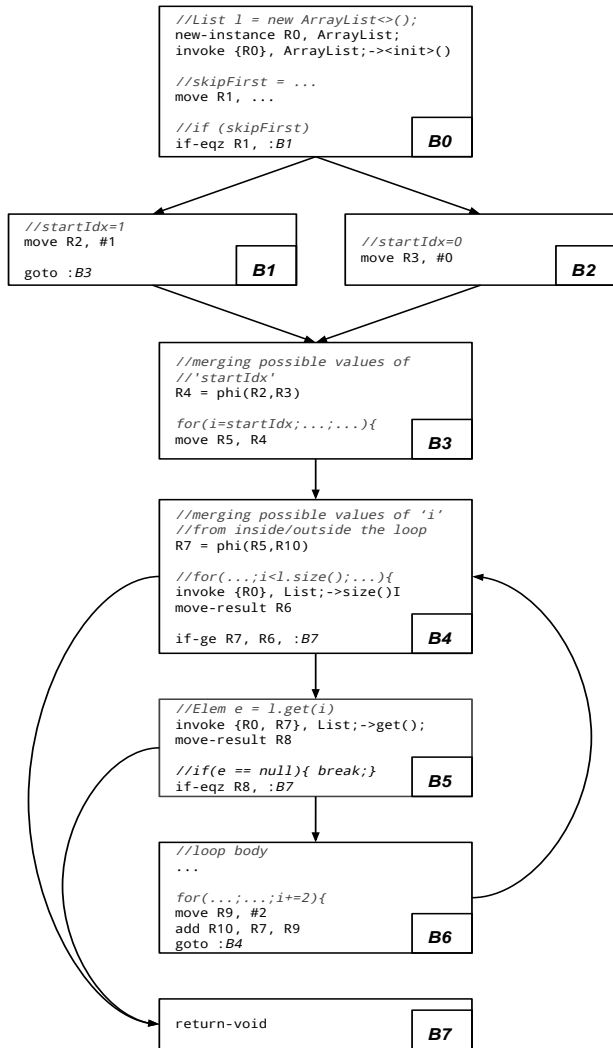 //List l = new ArrayList<>();
new-instance R0, ArrayList;
invoke {R0}, ArrayList;-><init>()
//skipFirst = ...
move R1, ...
//if (skipFirst)
if-eqz R1, :B1
B0
//startIdx=1
move R2, #1
goto :B3
B1
//startIdx=0
move R3, #0
B2
//merging possible values of
//'startIdx'
R4 = phi(R2,R3)
for(i=startIdx;...;...){
move R5, R4
B3
//merging possible values of ‘i’
//from inside/outside the loop
R7 = phi(R5,R10)
//for(...;i<l.size();...){
invoke {R0}, List;->size()I
move-result R6
if-ge R7, R6, :B7
B4
//Elem e = l.get(i)
invoke {R0, R7}, List;->get();
move-result R8
//if(e == null){ break;}
if-eqz R8, :B7
B5
//loop body
...
for(...;...;i+=2){
move R9, #2
add R10, R7, R9
goto :B4
B6
return-void
B7